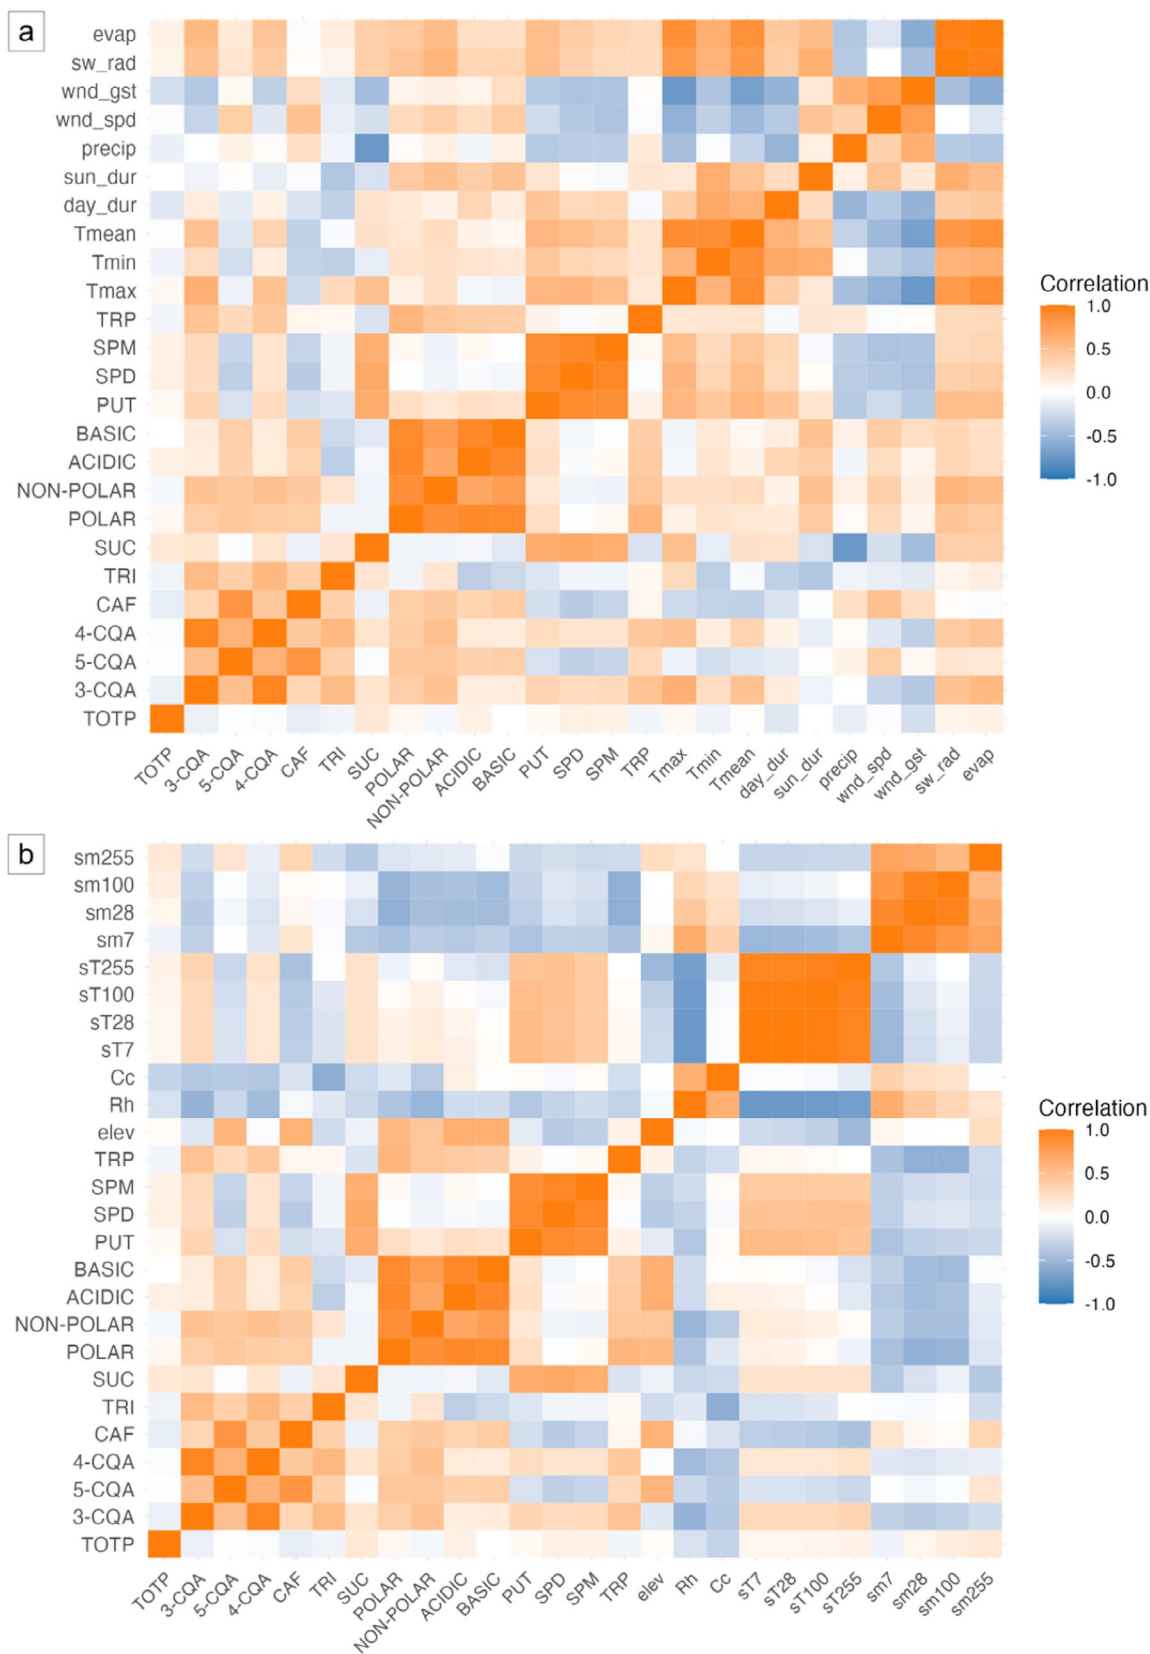 a
evap
sw_rad
wnd_gst
wnd_spd
precip
sun_dur
day_dur
Tmean
Tmin
Tmax
TRP
SPM
SPD
PUT
BASIC
ACIDIC
NON-POLAR
POLAR
SUC
TRI
CAF
4-CQA
5-CQA
3-CQA
TOTP
TOTP 3-CQA 5-CQA 4-CQA CAF TRI SUC POLAR NON-POLAR ACIDIC BASIC PUT SPD SPM TRP Tmax Tmin Tmean day_dur sun_dur precip wnd_spd wnd_gst sw_rad evap
Correlation
1.0
0.5
0.0
-0.5
-1.0
b
sm255
sm100
sm28
sm7
sT255
sT100
sT28
sT7
Cc
Rh
elev
TRP
SPM
SPD
PUT
BASIC
ACIDIC
NON-POLAR
POLAR
SUC
TRI
CAF
4-CQA
5-CQA
3-CQA
TOTP
TOTP 3-CQA 5-CQA 4-CQA CAF TRI SUC POLAR NON-POLAR ACIDIC BASIC PUT SPD SPM TRP elev Rh Cc sT7 sT28 sT100 sT255 sm7 sm28 sm100 sm255
Correlation
1.0
0.5
0.0
-0.5
-1.0